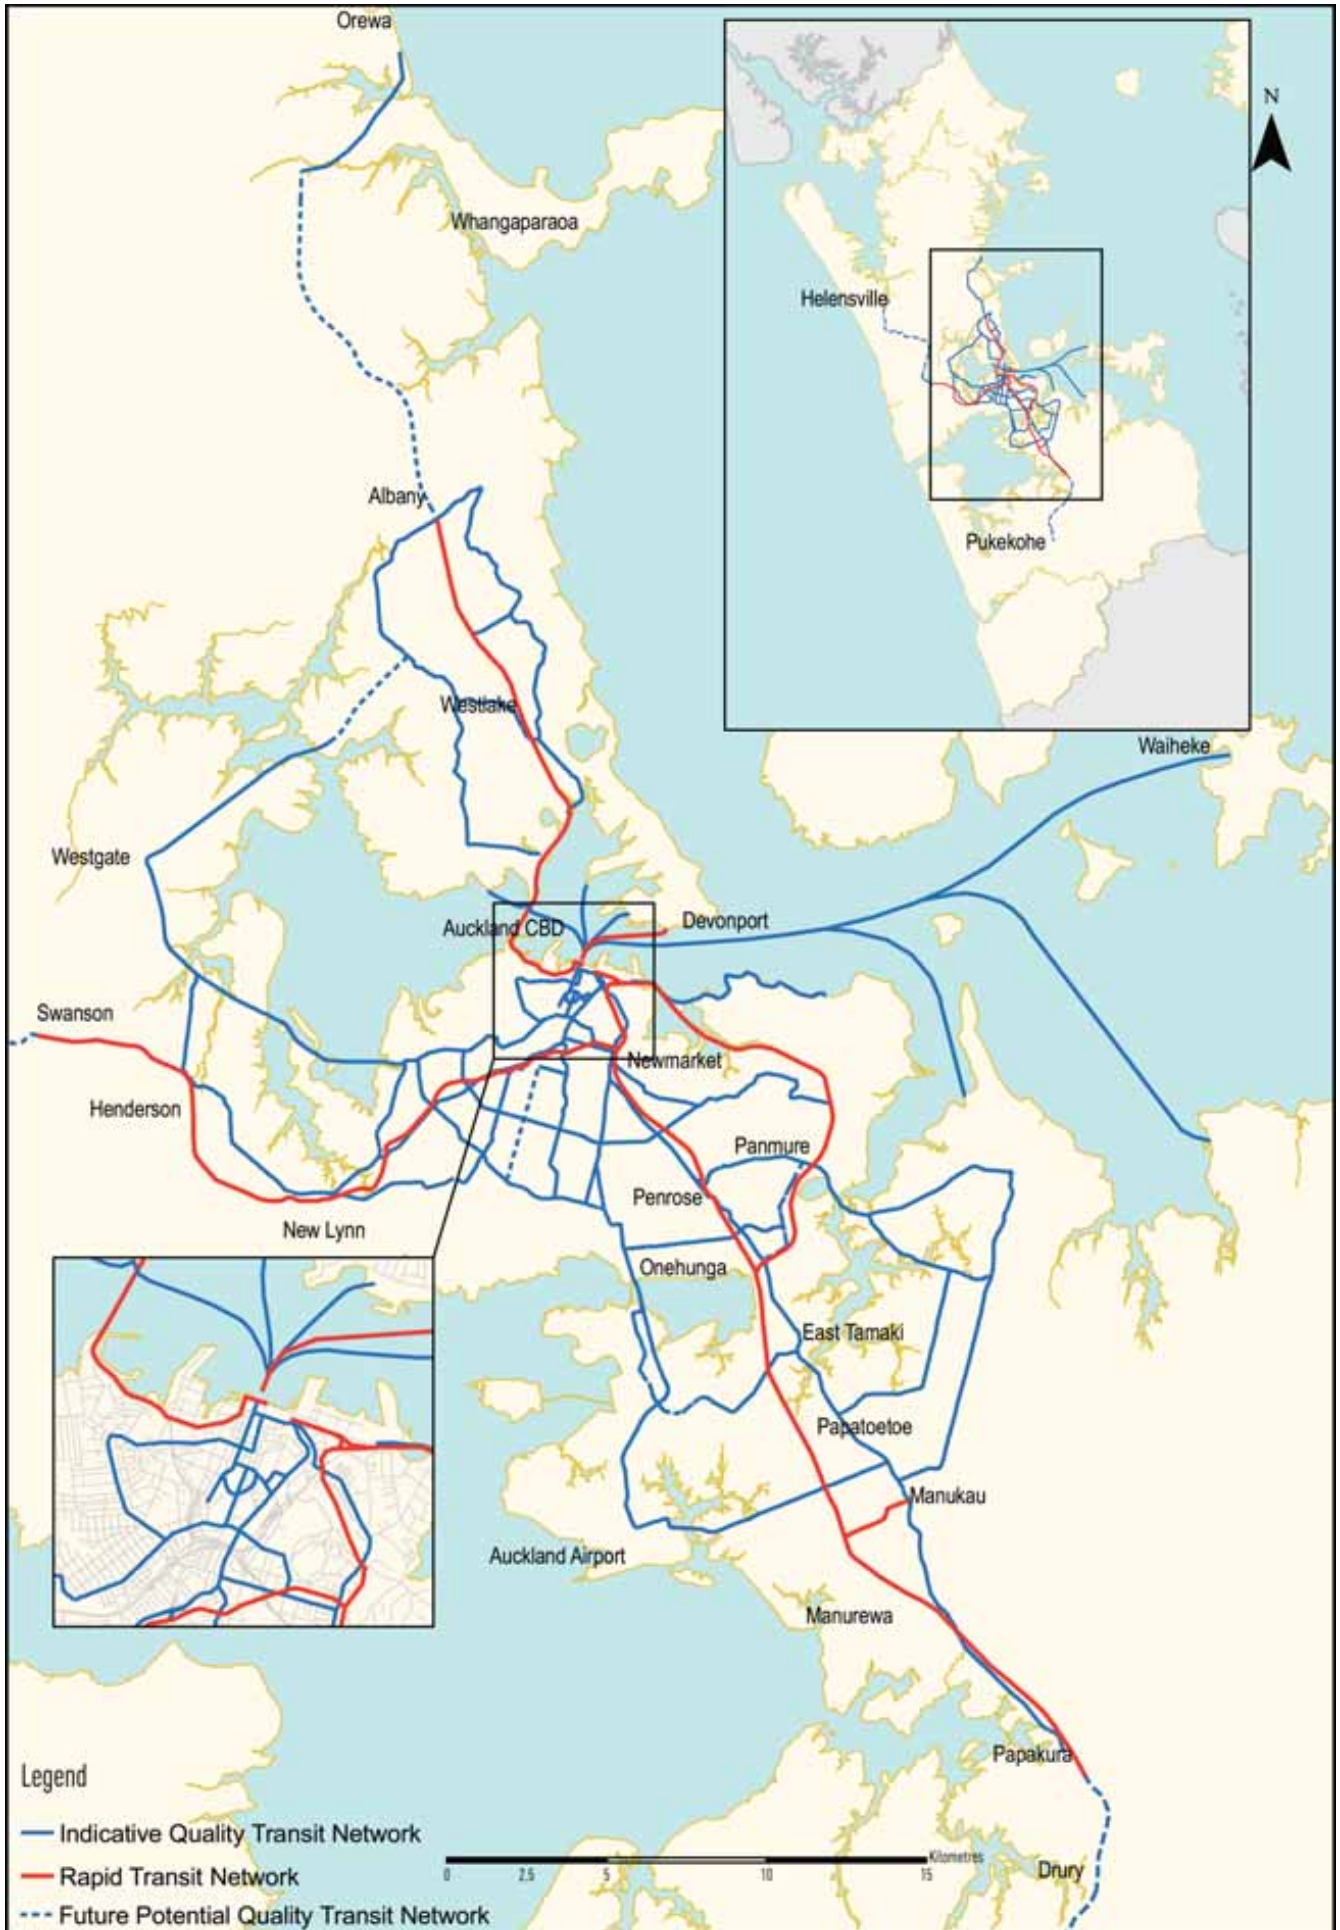 Orewa
N
Whangaparaoa
Helensville
Albany
Pukekohe
Westlake
Waiheke
Westgate
Auckland CBD
Devonport
Swanson
Newmarket
Henderson
Panmure
Penrose
New Lynn
Onehunga
East Tamaki
Papatoetoe
Manukau
Auckland Airport
Manurewa
Papakura
Legend
Indicative Quality Transit Network
Kilometres
Rapid Transit Network
0 2.5 5 10 15
Drury
Future Potential Quality Transit Network